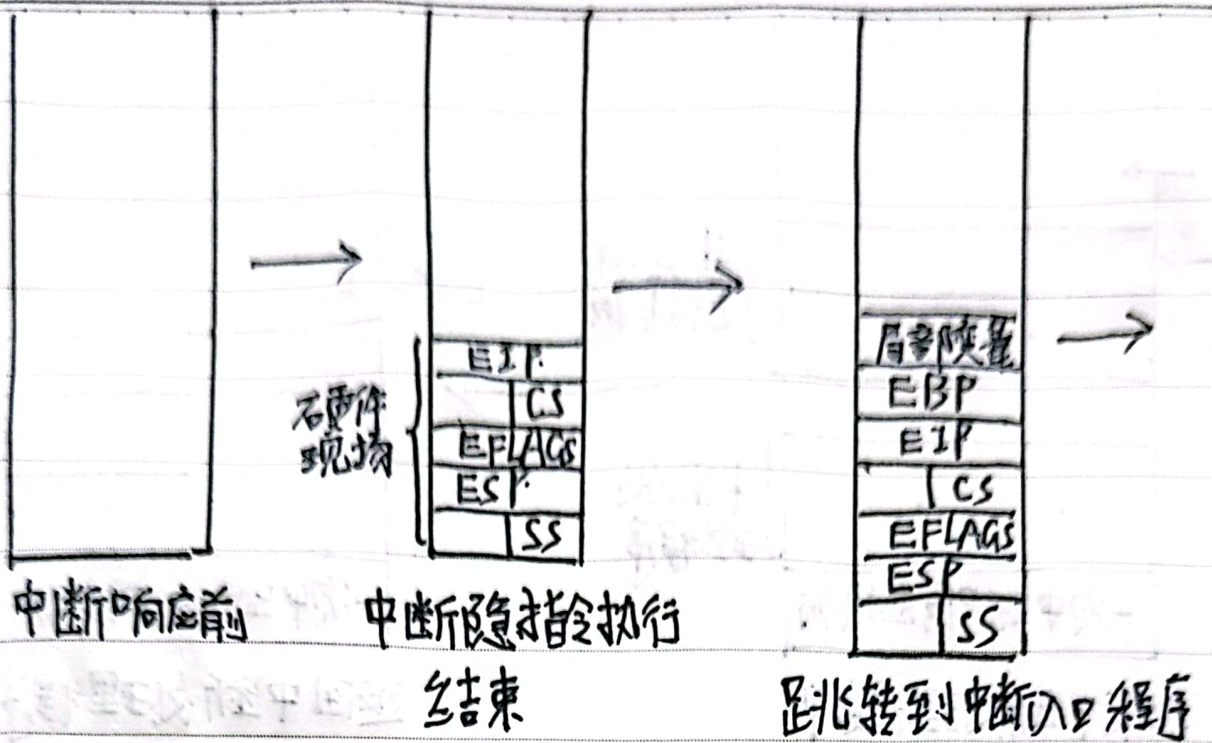 EIP
CS
EFLAGS
ESP
SS
硬件
现场
局部变量
EBP
EIP
CS
EFLAGS
ESP
SS
中断响应前
中断隐指令执行
结束
跳转到中断入口程序